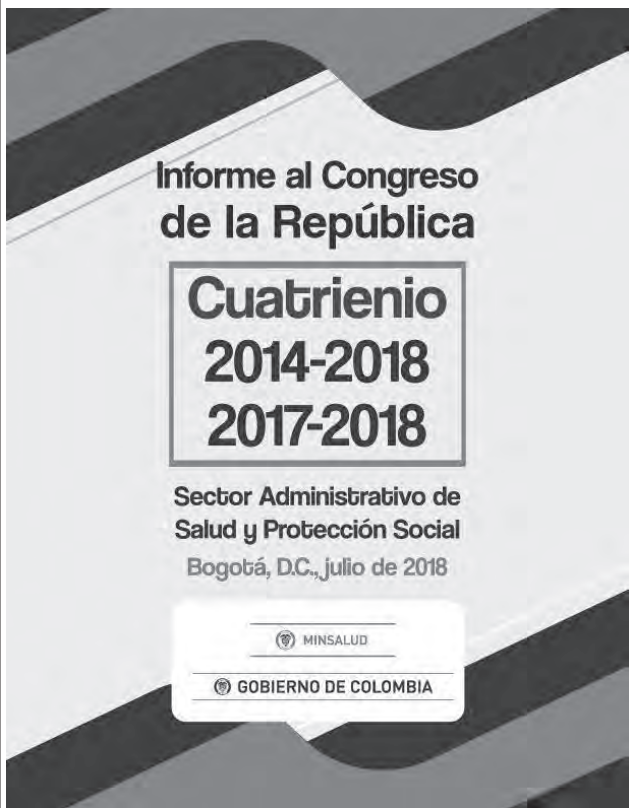 Informe al Congreso
de la República
Cuatrienio
2014-2018
2017-2018
Sector Administrativo de
Salud y Protección Social
Bogotá, D.C., julio de 2018
MINSALUD
GOBIERNO DE COLOMBIA